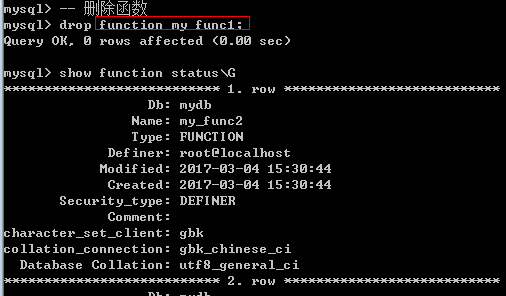 mysql> -- 删除函数
mysql> drop function my_func1;
Query OK, 0 rows affected (0.00 sec)
mysql> show function status\G
*************************** 1. row ***************************
Db: mydb
Name: my_func2
Type: FUNCTION
Definer: root@localhost
Modified: 2017-03-04 15:30:44
Created: 2017-03-04 15:30:44
Security_type: DEFINER
Comment:
character_set_client: gbk
collation_connection: gbk_chinese_ci
Database Collation: utf8_general_ci
*************************** 2. row ***************************
Db: mydb